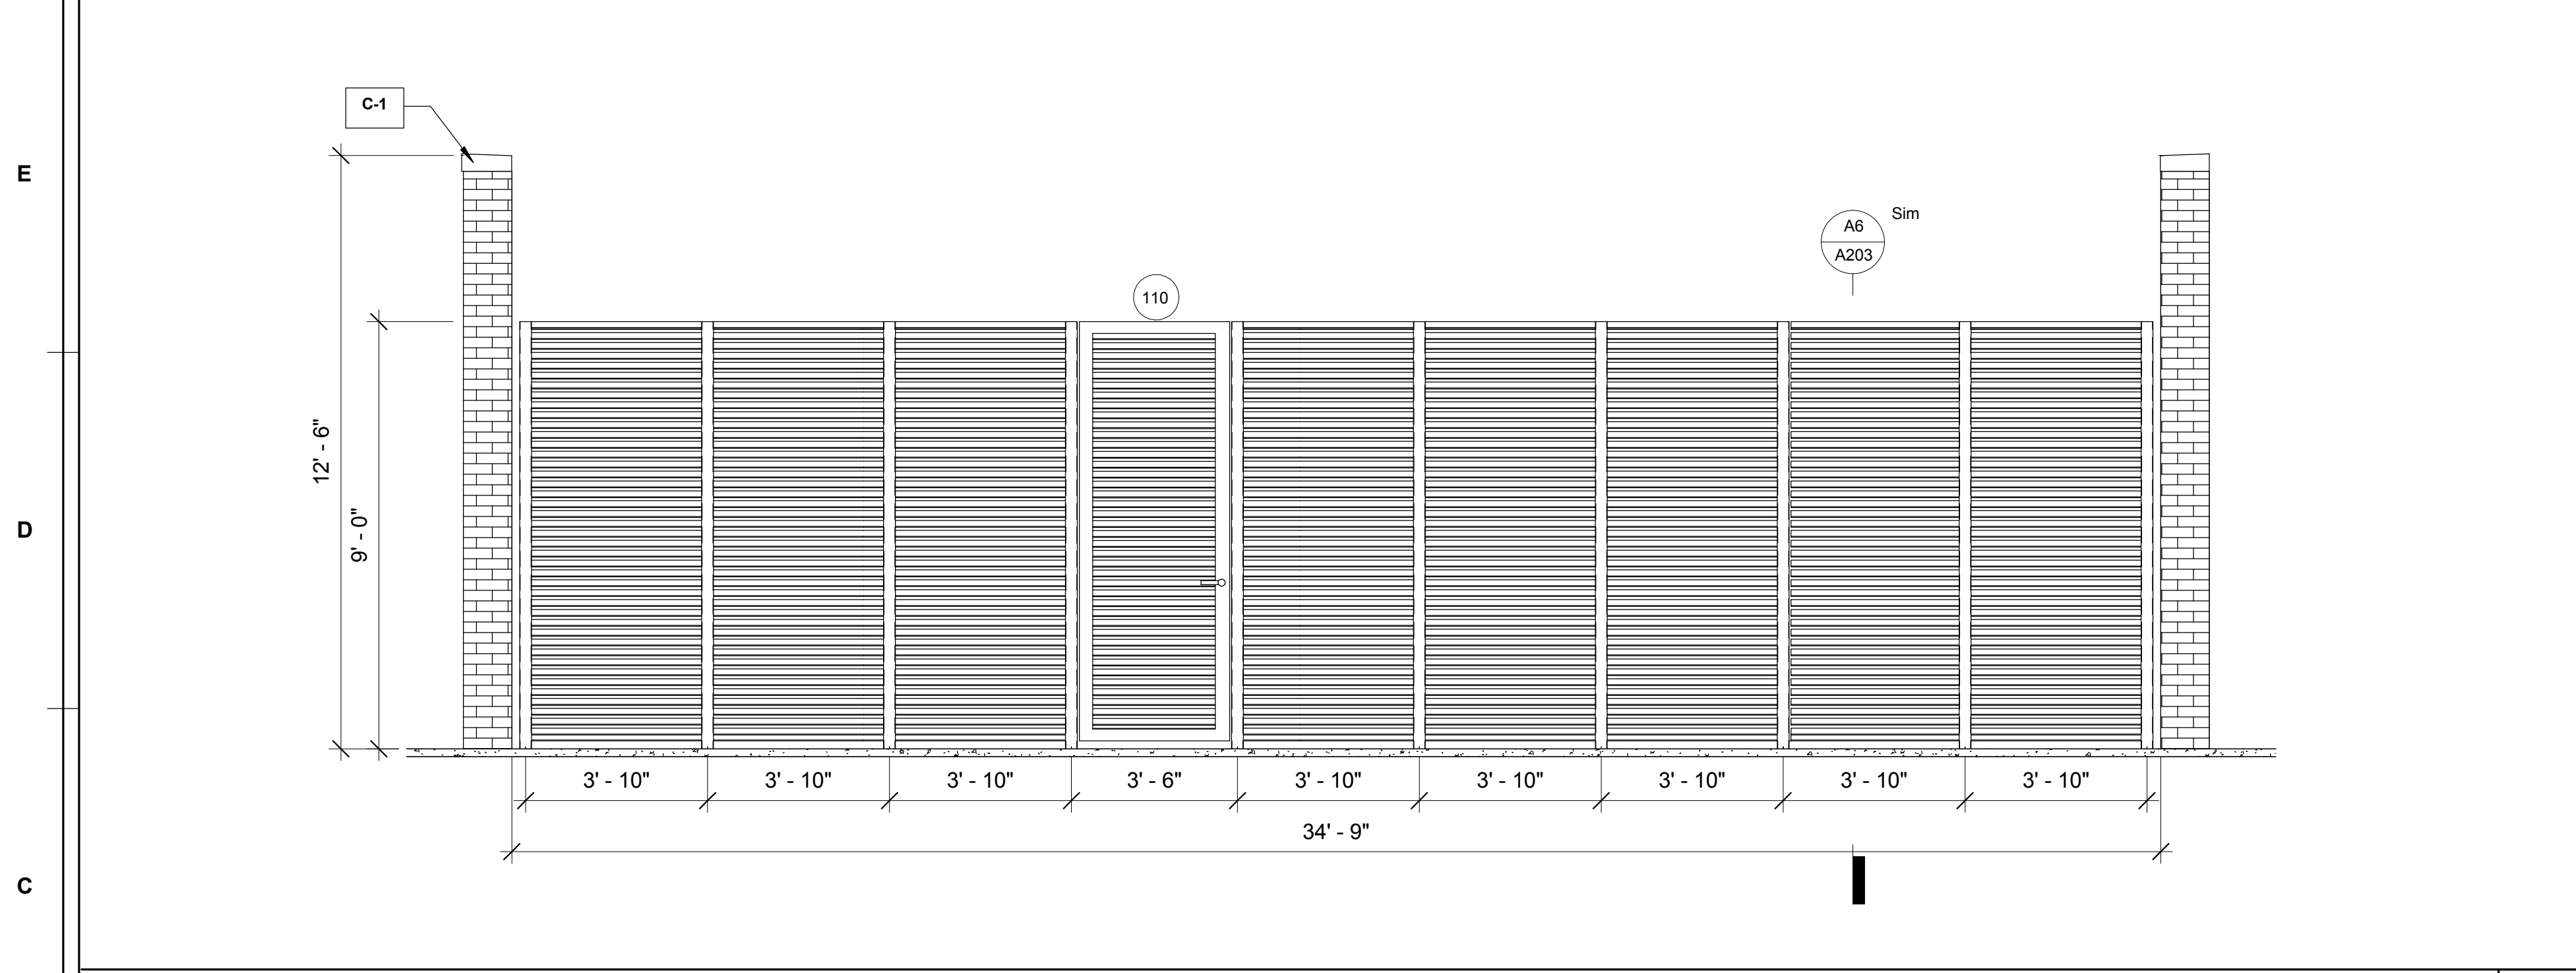 C-1
E
Sim
A6
A203
110
12' - 6"
9' - 0"
D
3' - 10"
3' - 10"
3' - 10"
3' - 6"
3' - 10"
3' - 10"
3' - 10"
3' - 10"
3' - 10"
34' - 9"
C